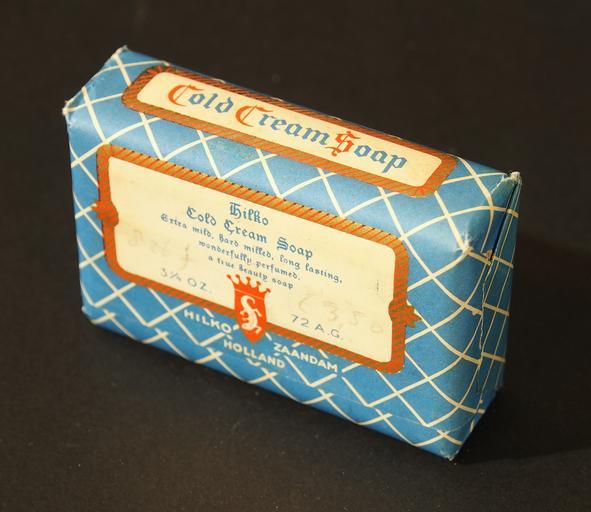 Cold Cream Soap
Hilko
Cold Cream Soap
Extra mild, hard milled, long lasting,
wonderfully perfumed.
a true beauty soap
3¼ OZ.
72 A.G.
HILKO ZAANDAM
HOLLAND